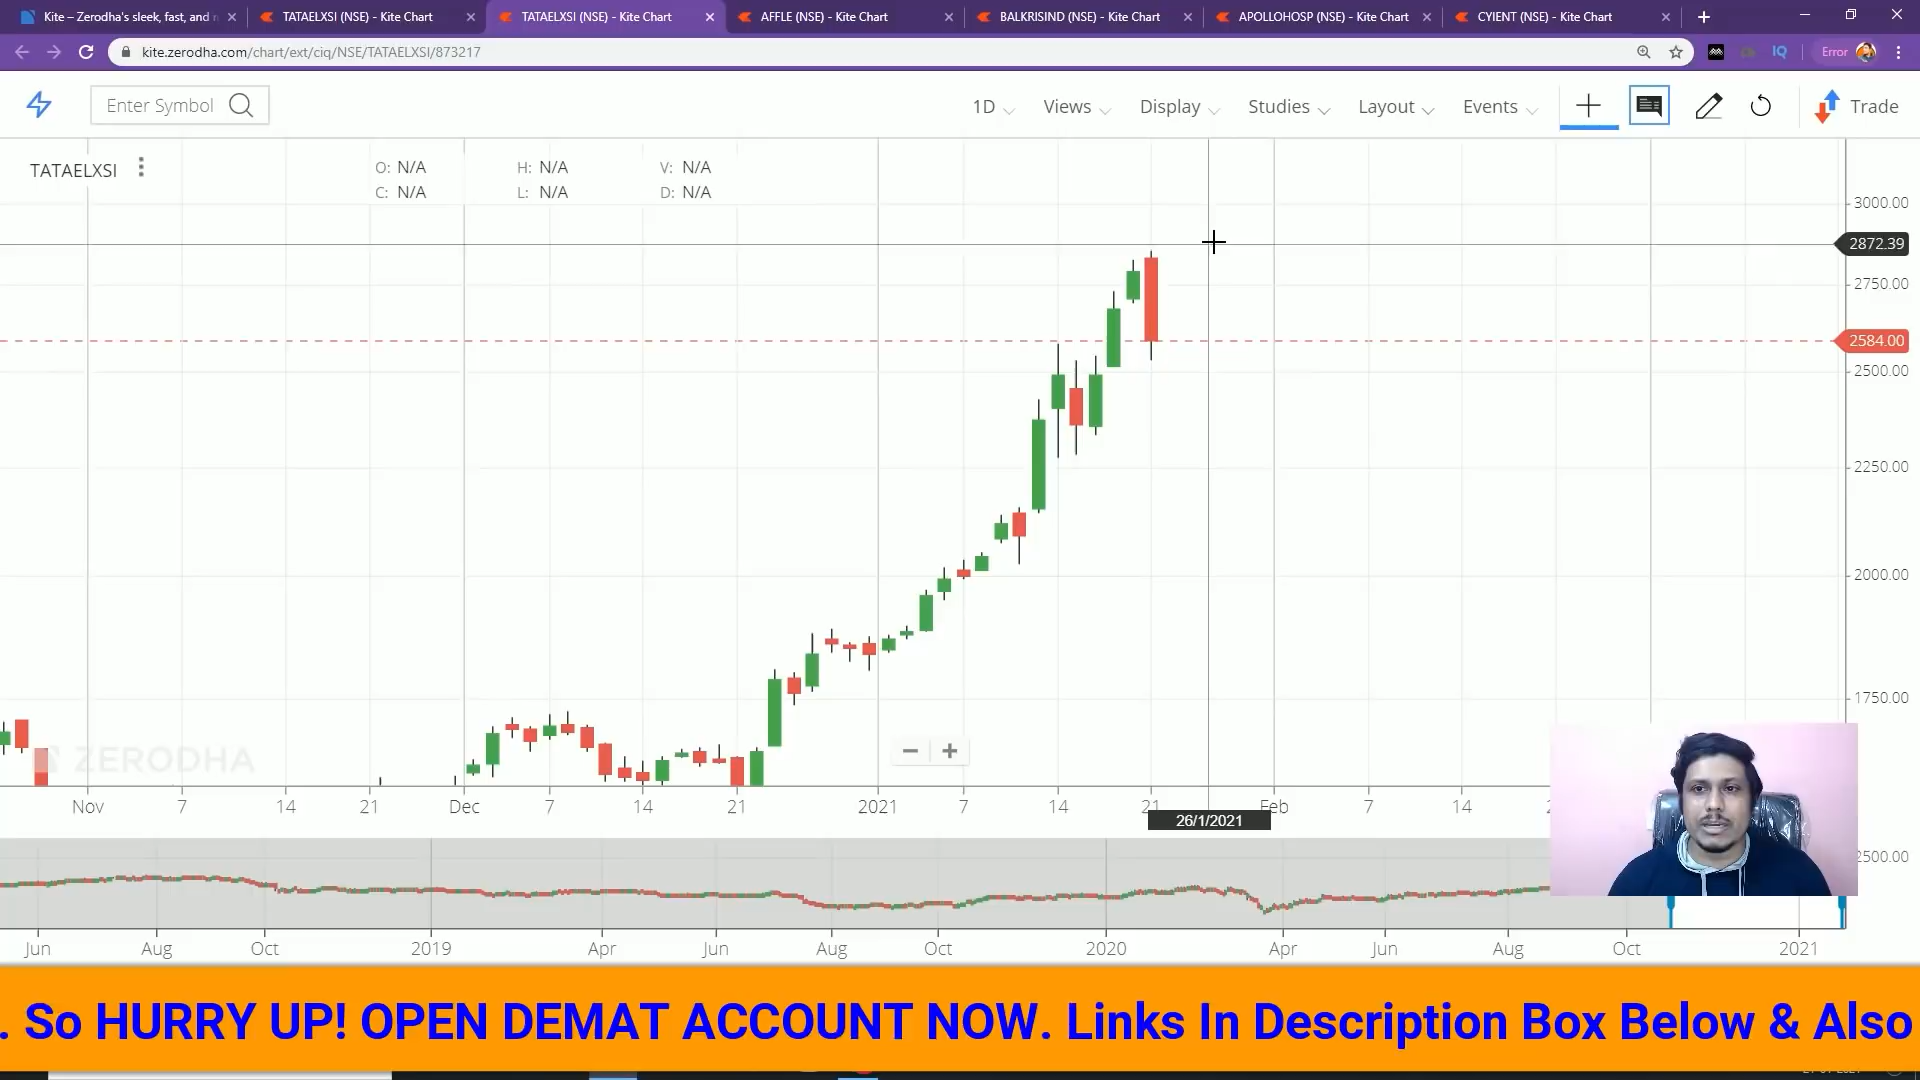 Kite – Zerodha's sleek, fast, and
TATAELXSI (NSE) - Kite Chart
TATAELXSI (NSE) - Kite Chart
AFFLE (NSE) - Kite Chart
BALKRISIND (NSE) - Kite Chart
APOLLOHOSP (NSE) - Kite Chart
CYIENT (NSE) - Kite Chart
kite.zerodha.com/chart/ext/ciq/NSE/TATAELXSI/873217
IQ
Error
Enter Symbol
1D
Views
Display
Studies
Layout
Events
Trade
TATAELXSI
O: N/A H: N/A V: N/A
C: N/A L: N/A D: N/A
3000.00
2872.39
2750.00
2584.00
2500.00
2250.00
2000.00
1750.00
ZERODHA
Nov 7 14 21 Dec 7 14 21 2021 7 14 21 Feb 7 14
26/1/2021
2500.00
Jun Aug Oct 2019 Apr Jun Aug Oct 2020 Apr Jun Aug Oct 2021
. So HURRY UP! OPEN DEMAT ACCOUNT NOW. Links In Description Box Below & Also